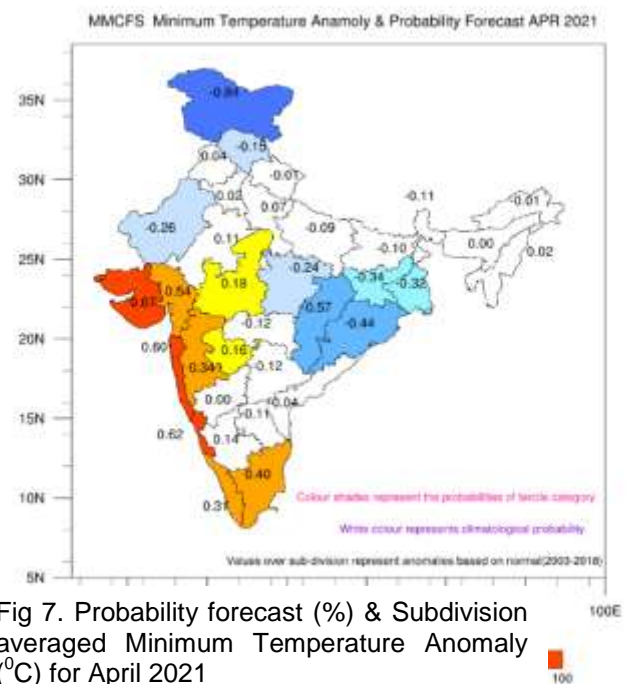 MMCFS Minimum Temperature Anamoly & Probability Forecast APR 2021
35N
30N
25N
20N
15N
10N
5N
-0.15
0.04
-0.01
-0.02
0.07
-0.11
-0.01
-0.26
0.11
-0.09
-0.10
0.00
0.02
-0.24
-0.34
-0.32
0.54
0.18
-0.57
-0.44
-0.12
0.60
0.16
-0.12
0.00
-0.04
-0.11
0.62
0.14
0.40
0.31
Colour shades represent the probabilities of tercile category
White colour represents climatological probability
Values over sub-division represent anomalies based on normal(2003-2018)
100E
Fig 7. Probability forecast (%) & Subdivision
averaged Minimum Temperature Anomaly
(⁰C) for April 2021
100